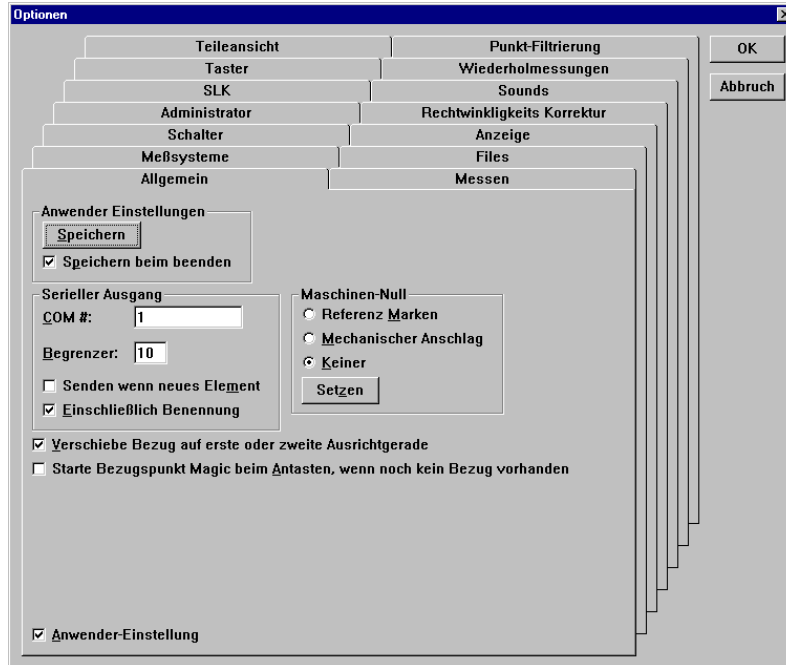 Optionen
Teileansicht Punkt-Filtrierung
OK
Taster Wiederholmessungen
SLK Sounds
Abbruch
Administrator Rechtwinkligkeits Korrektur
Schalter Anzeige
Meßsysteme Files
Allgemein Messen
Anwender Einstellungen
Speichern
Speichern beim beenden
Serieller Ausgang
COM #: 1
Begrenzer: 10
Senden wenn neues Element
Einschließlich Benennung
Maschinen-Null
Referenz Marken
Mechanischer Anschlag
Keiner
Setzen
Verschiebe Bezug auf erste oder zweite Ausrichtgerade
Starte Bezugspunkt Magic beim Antasten, wenn noch kein Bezug vorhanden
Anwender-Einstellung